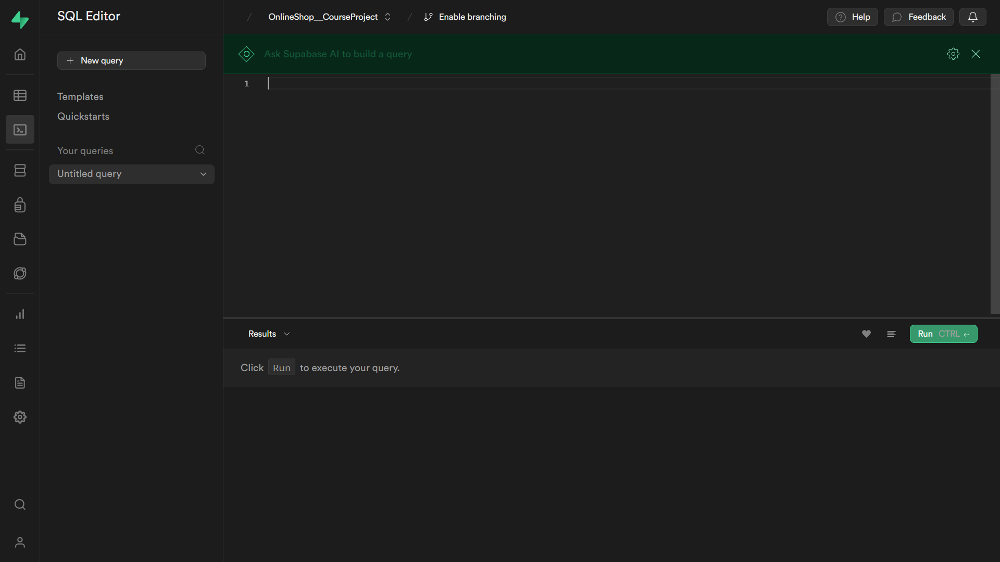 SQL Editor
/ OnlineShop__CourseProject / Enable branching
Help
Feedback
New query
Ask Supabase AI to build a query
1
Templates
Quickstarts
Your queries
Untitled query
Results
Run CTRL ↵
Click Run to execute your query.